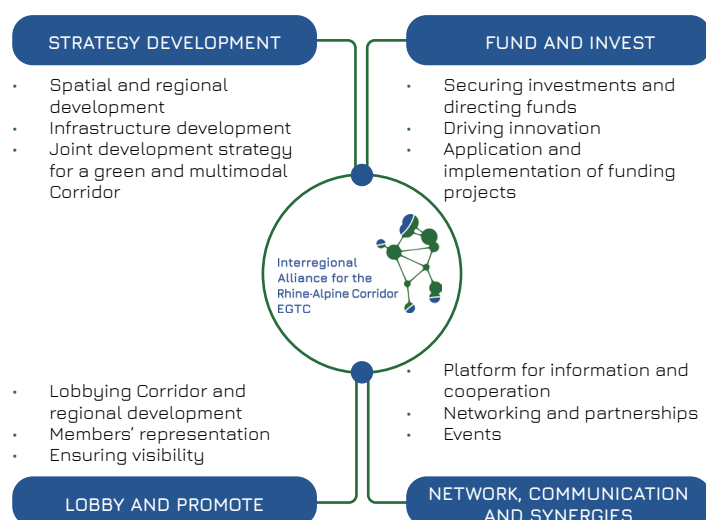 STRATEGY DEVELOPMENT
• Spatial and regional
development
• Infrastructure development
• Joint development strategy
for a green and multimodal
Corridor
FUND AND INVEST
• Securing investments and
directing funds
• Driving innovation
• Application and
implementation of funding
projects
Interregional
Alliance for the
Rhine-Alpine Corridor
EGTC
• Lobbying Corridor and
regional development
• Members’ representation
• Ensuring visibility
LOBBY AND PROMOTE
• Platform for information and
cooperation
• Networking and partnerships
• Events
NETWORK, COMMUNICATION
AND SYNERGIES